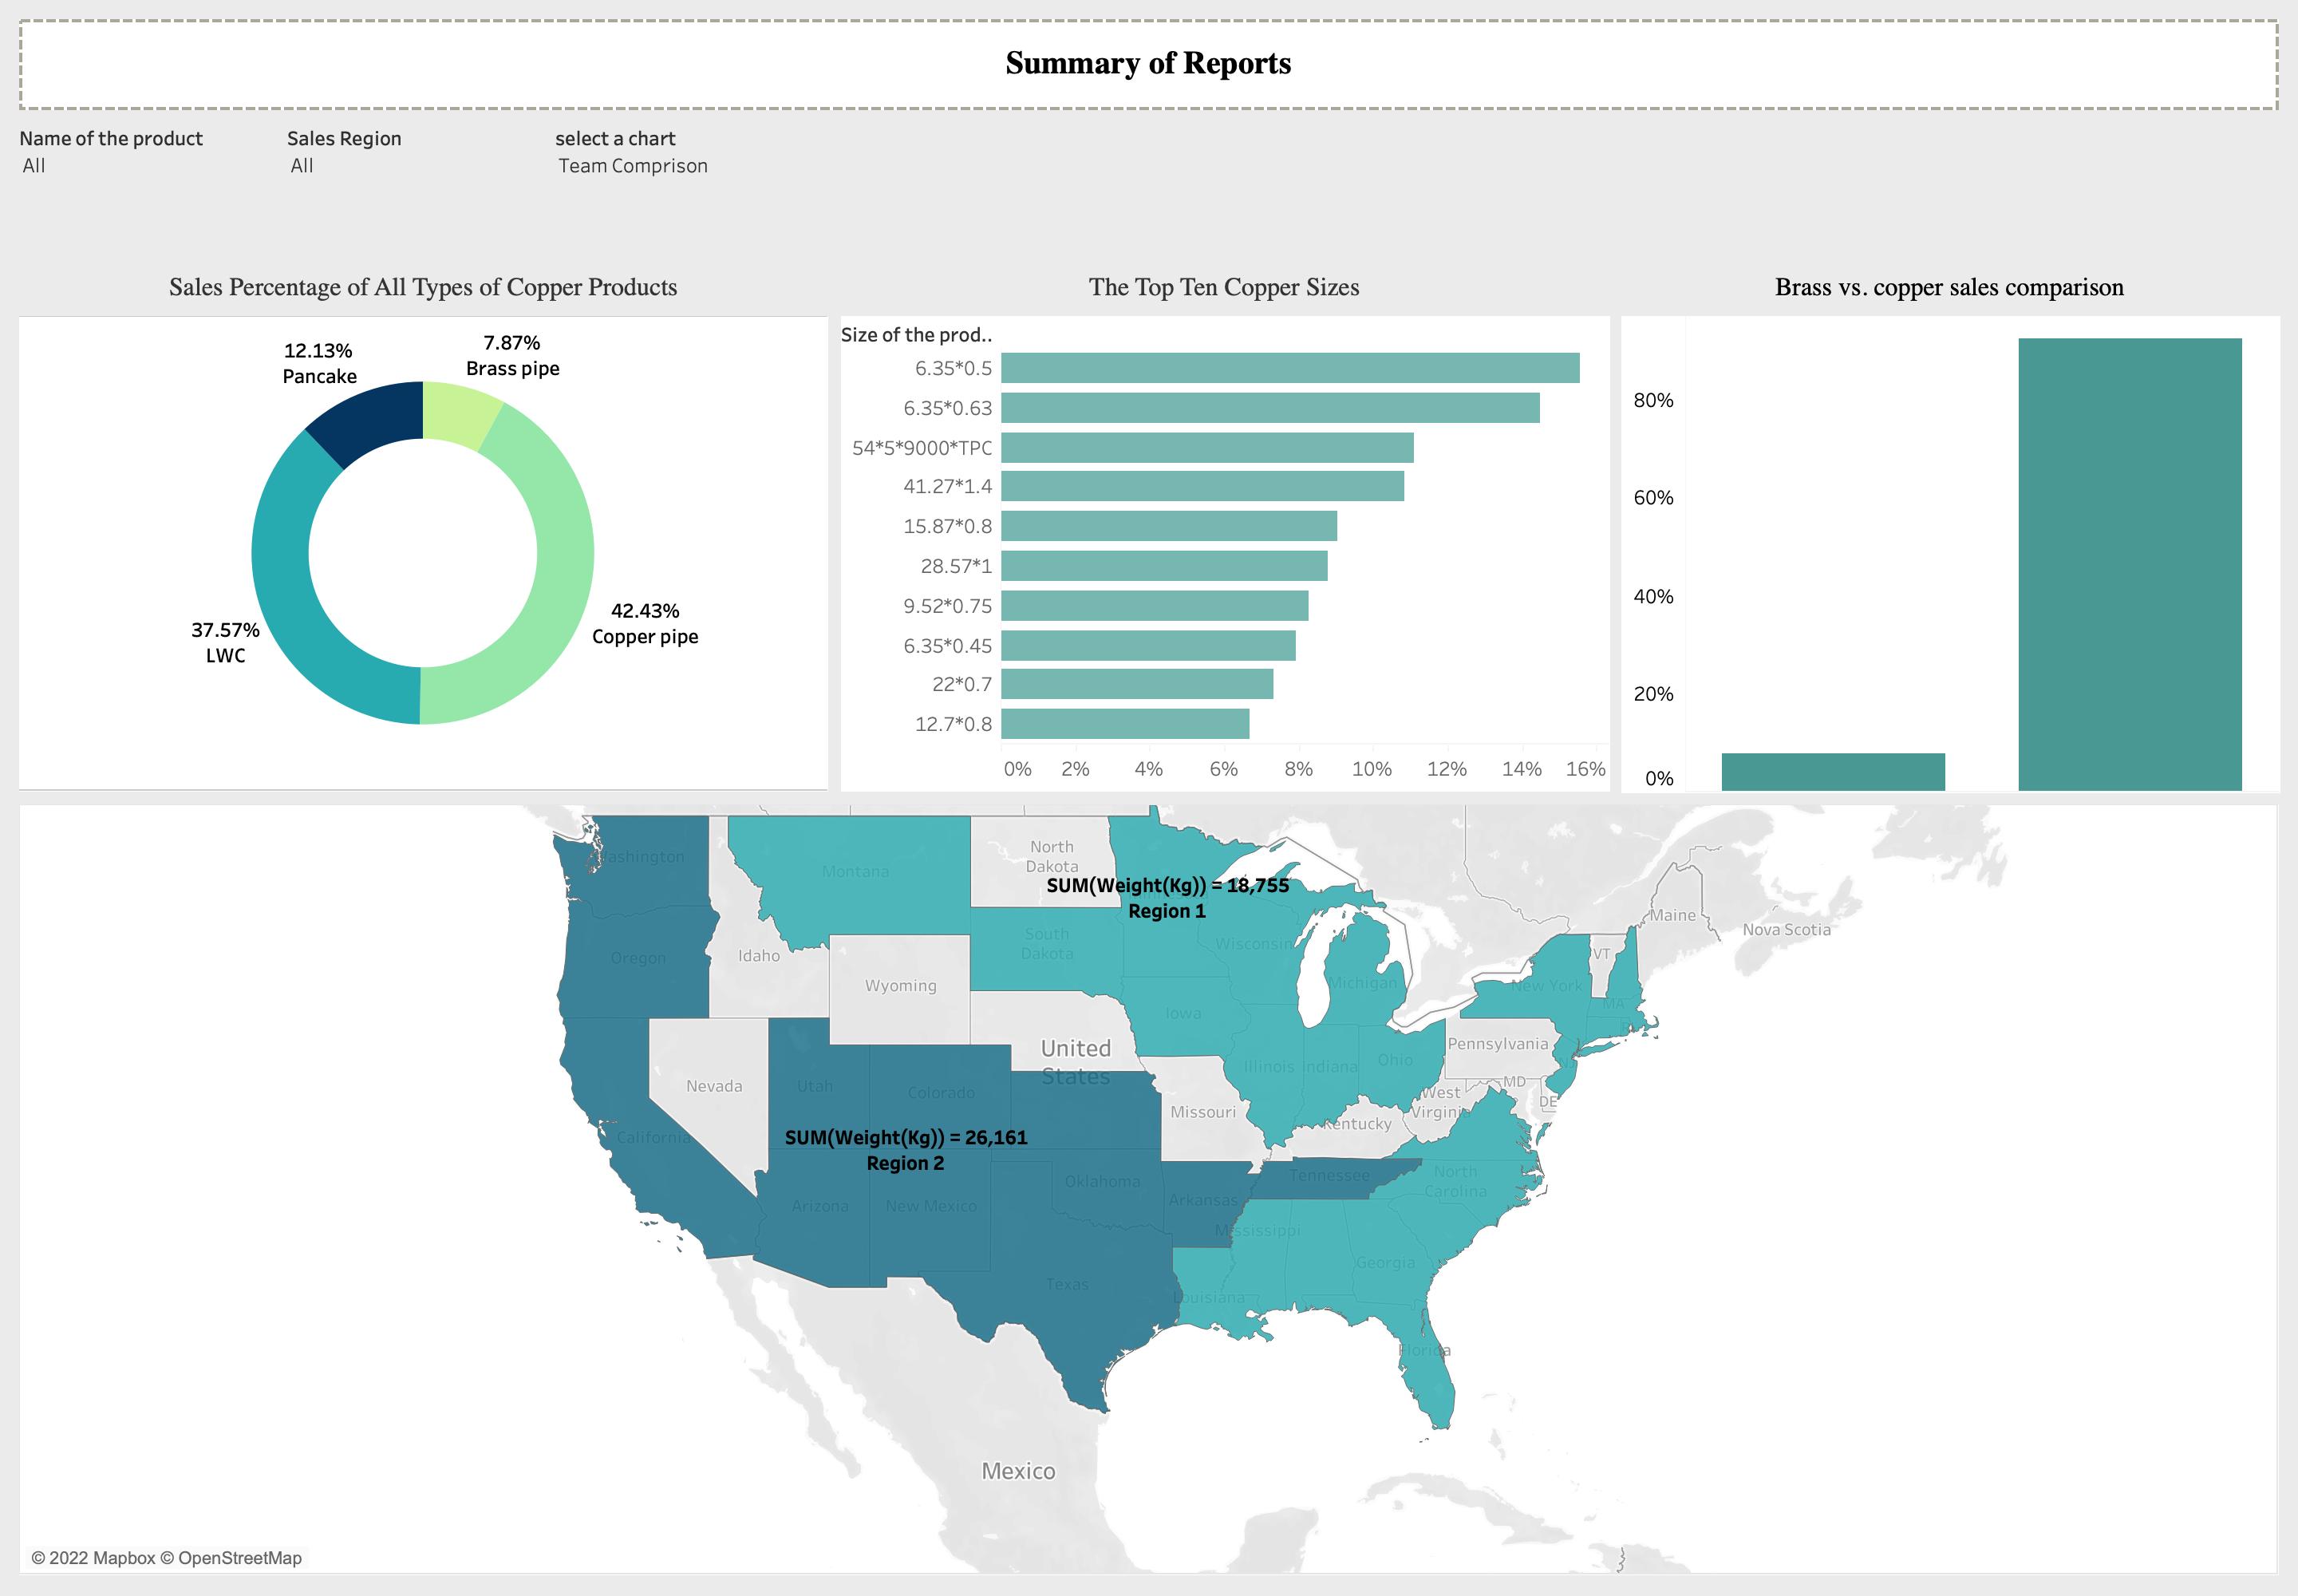 Summary of Reports
Name of the product
All
Sales Region
All
select a chart
Team Comprison
Sales Percentage of All Types of Copper Products
12.13%
Pancake
7.87%
Brass pipe
37.57%
LWC
42.43%
Copper pipe
The Top Ten Copper Sizes
Size of the prod..
6.35*0.5
6.35*0.63
54*5*9000*TPC
41.27*1.4
15.87*0.8
28.57*1
9.52*0.75
6.35*0.45
22*0.7
12.7*0.8
0% 2% 4% 6% 8% 10% 12% 14% 16%
Brass vs. copper sales comparison
80%
60%
40%
20%
0%
Washington
Montana
North
Dakota
SUM(Weight(Kg)) = 18,755
Region 1
Maine
Nova Scotia
Oregon
Idaho
South
Dakota
Wisconsin
VT
Wyoming
Michigan
New York
MA
Iowa
RI
United
States
Pennsylvania
Nevada
Utah
Colorado
Illinois
Indiana
Ohio
NJ
MD
West
Virginia
DE
Missouri
Kentucky
California
SUM(Weight(Kg)) = 26,161
Region 2
Oklahoma
Tennessee
North
Carolina
Arizona
New Mexico
Arkansas
Mississippi
Georgia
Texas
Louisiana
Florida
Mexico
© 2022 Mapbox © OpenStreetMap